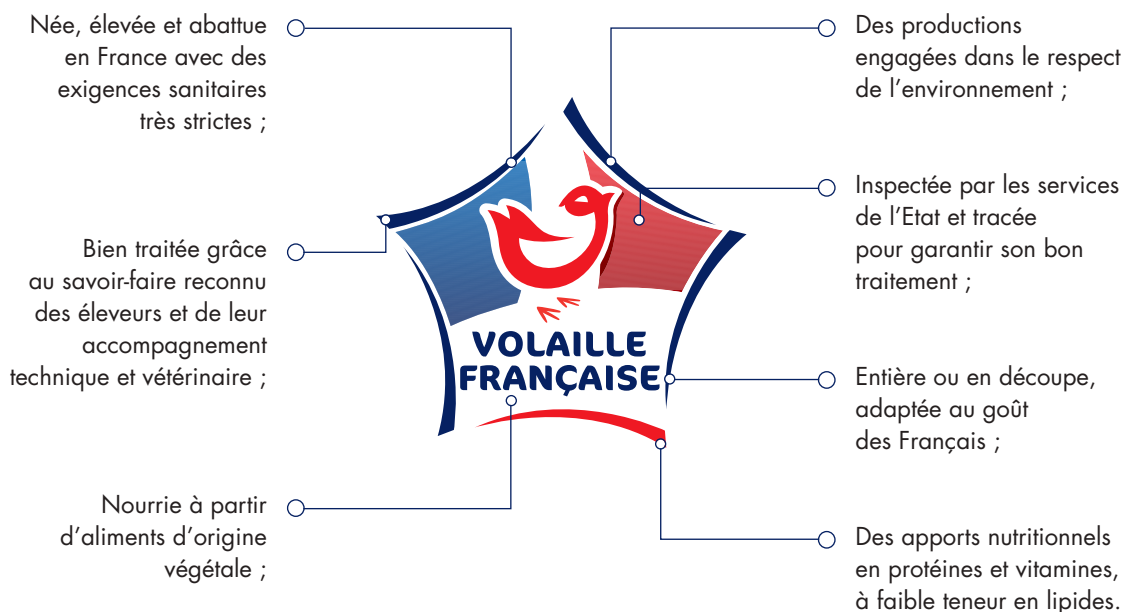 Née, élevée et abattue
en France avec des
exigences sanitaires
très strictes ;
Bien traitée grâce
au savoir-faire reconnu
des éleveurs et de leur
accompagnement
technique et vétérinaire ;
Nourrie à partir
d’aliments d’origine
végétale ;
VOLAILLE
FRANÇAISE
Des productions
engagées dans le respect
de l’environnement ;
Inspectée par les services
de l’Etat et tracée
pour garantir son bon
traitement ;
Entière ou en découpe,
adaptée au goût
des Français ;
Des apports nutritionnels
en protéines et vitamines,
à faible teneur en lipides.